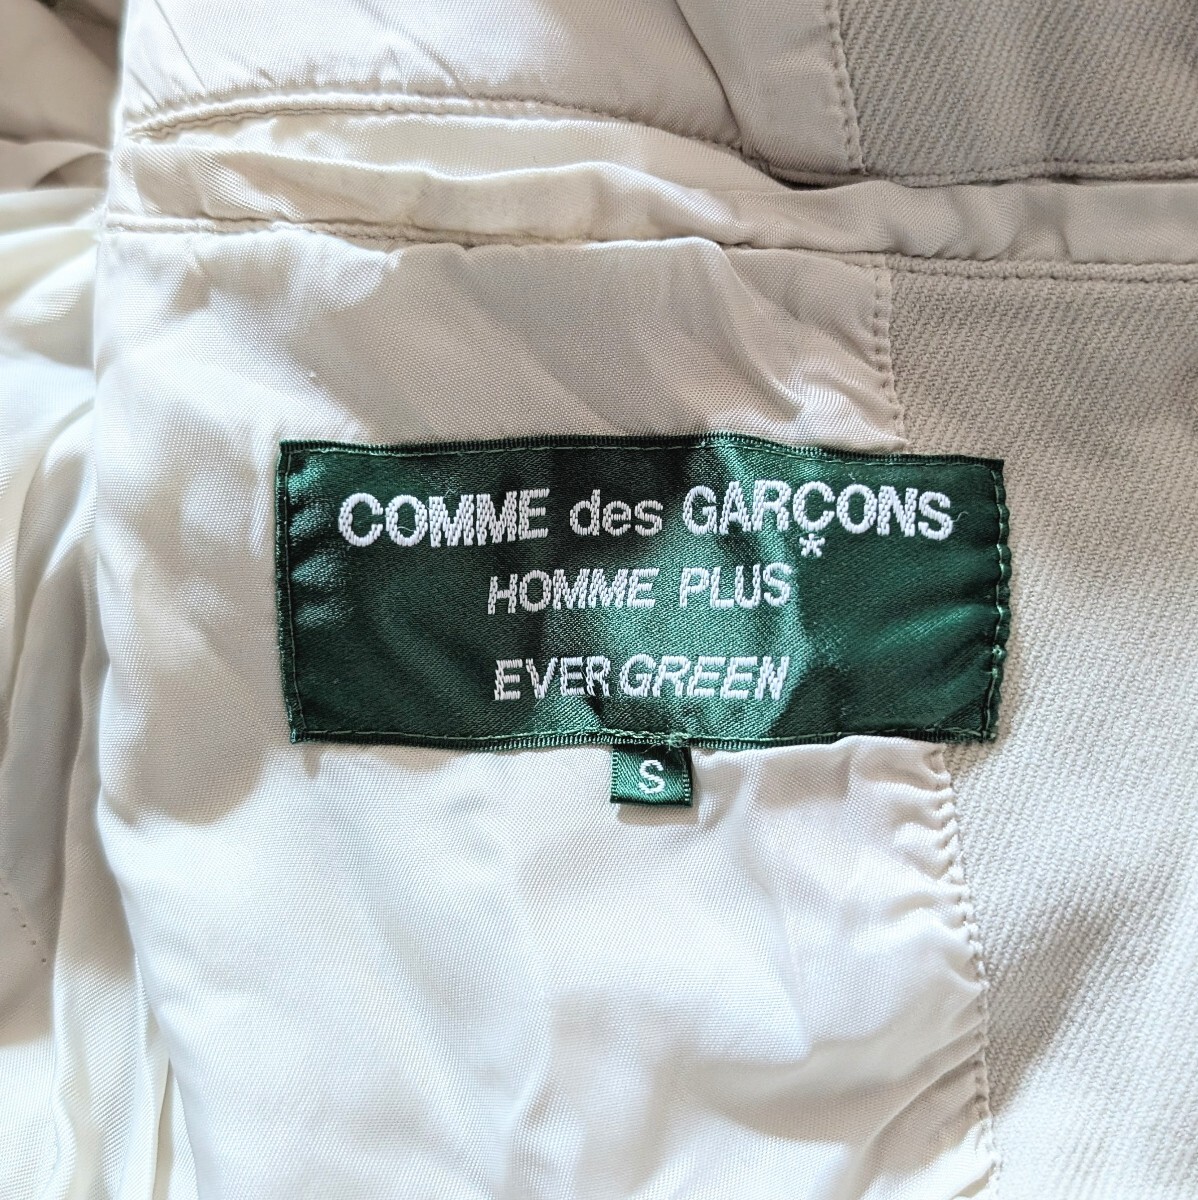 COMME des GARÇONS
*
HOMME PLUS
EVER GREEN
S